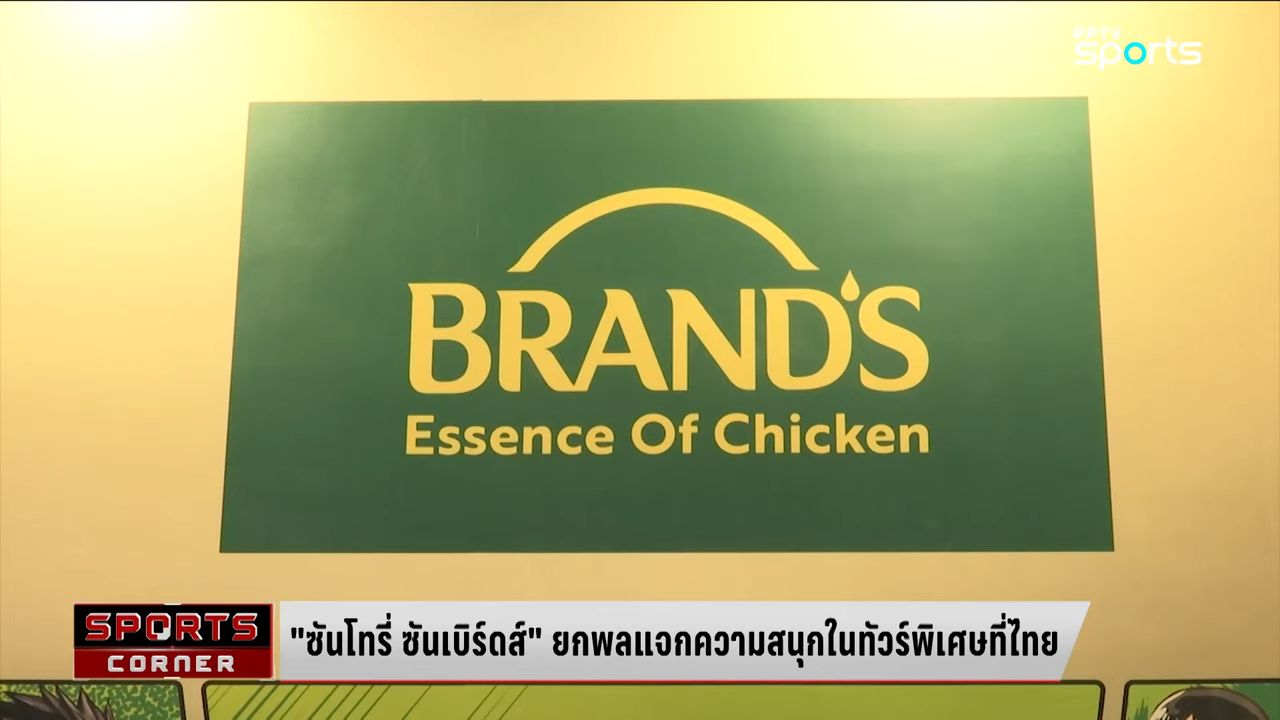 PPTV
sports
BRAND'S
Essence Of Chicken
SPORTS
CORNER
"ซันโทรี่ ซันเบิร์ดส์" ยกพลแจกความสนุกในทัวร์พิเศษที่ไทย